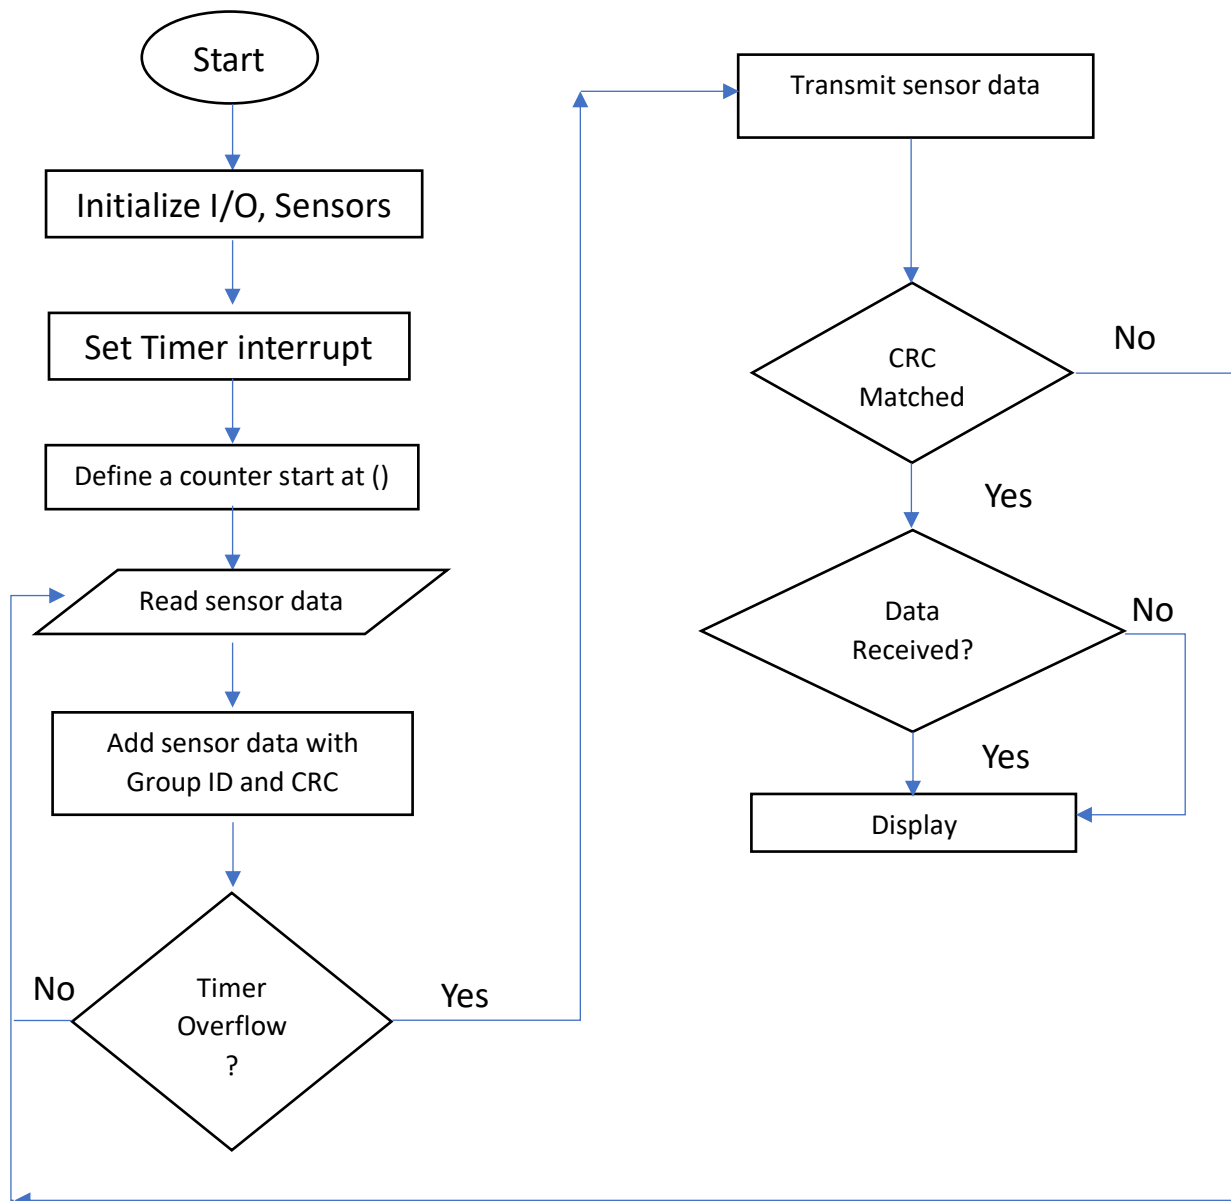 Start
Initialize I/O, Sensors
Set Timer interrupt
Define a counter start at ()
Read sensor data
Add sensor data with
Group ID and CRC
No
Timer
Overflow
?
Yes
Transmit sensor data
CRC
Matched
No
Yes
Data
Received?
No
Yes
Display